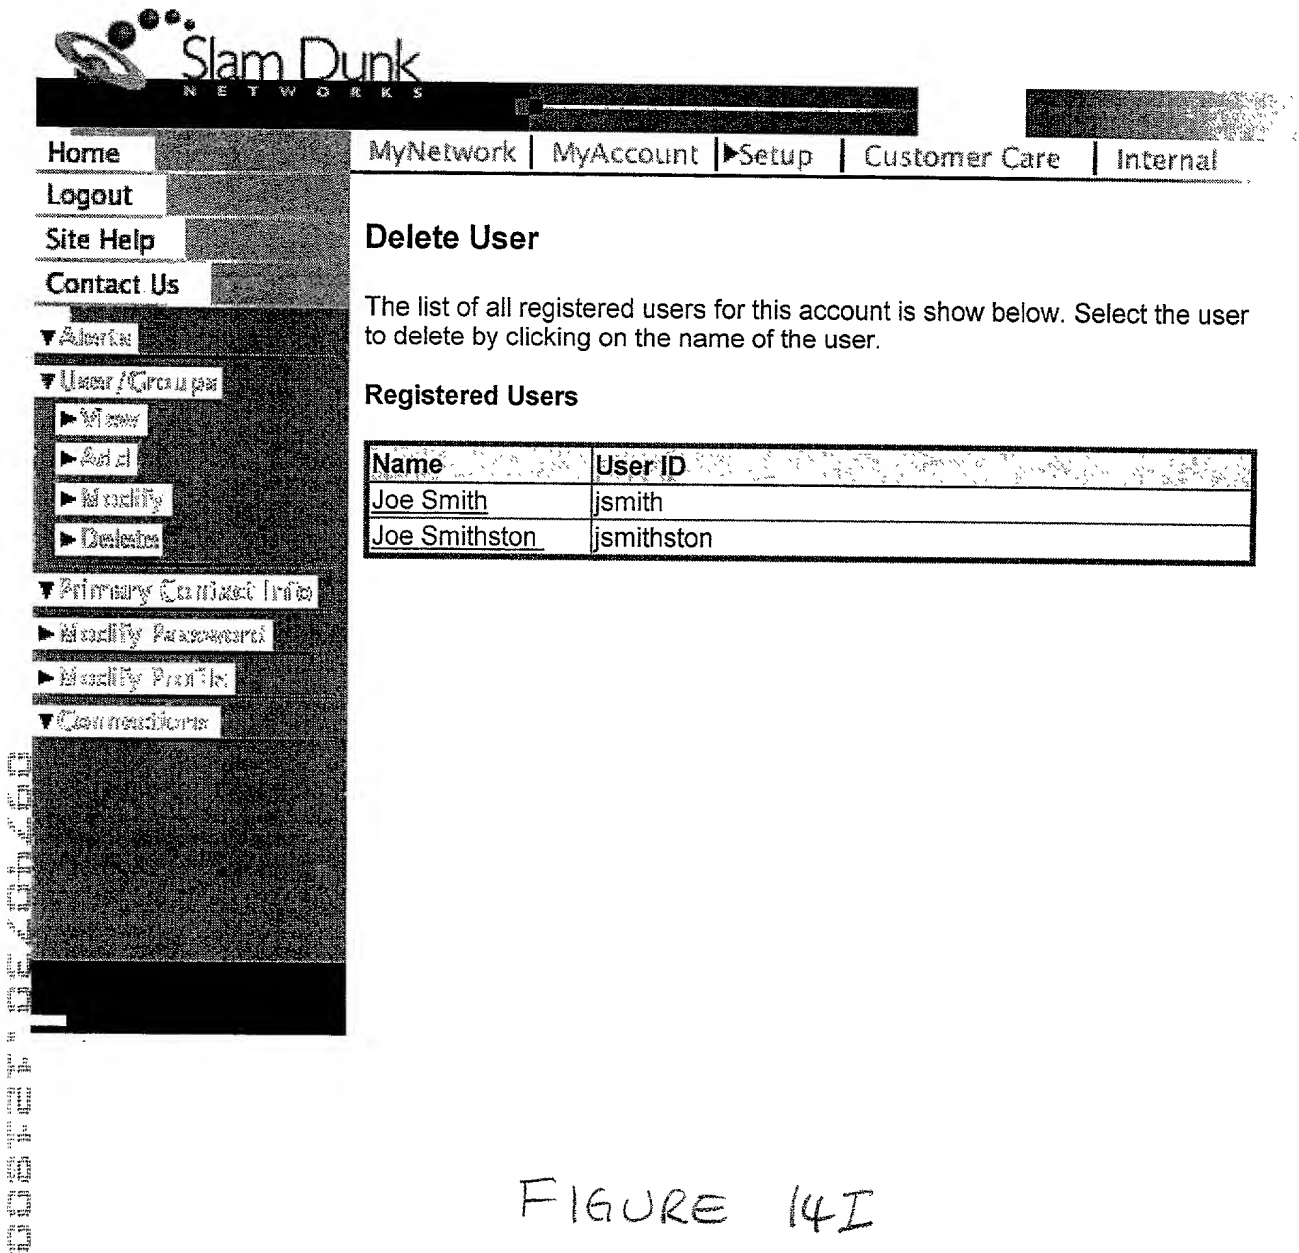 Slam Dunk
NETWORKS
MyNetwork | MyAccount | ▶Setup | Customer Care | Internal
Home
Logout
Site Help
Contact Us
▼Alerts
▼User/Groups
▶View
▶Add
▶Modify
▶Delete
▼Primary Contact Info
▶Modify Password
▶Modify Profile
▼Connections
Delete User
The list of all registered users for this account is show below. Select the user
to delete by clicking on the name of the user.
Registered Users
Name User ID
Joe Smith jsmith
Joe Smithston jsmithston
FIGURE 14I